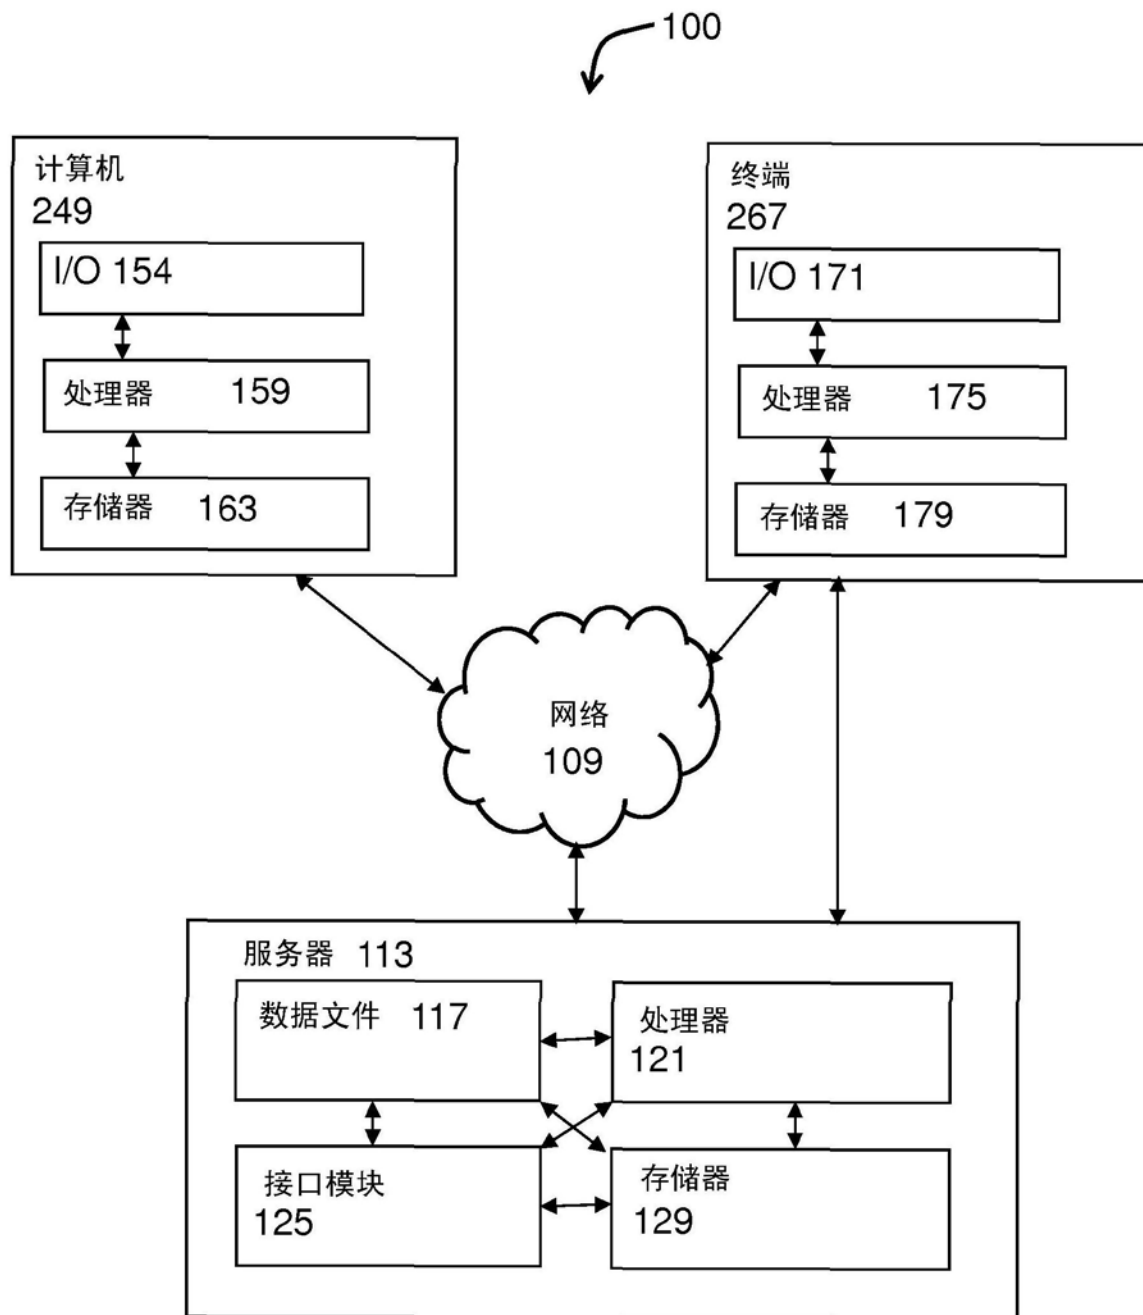 100
计算机
249
I/O 154
处理器 159
存储器 163
终端
267
I/O 171
处理器 175
存储器 179
网络
109
服务器 113
数据文件 117
处理器
121
接口模块
125
存储器
129